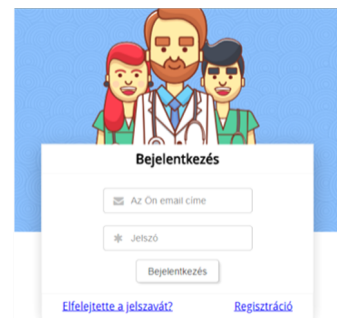 Bejelentkezés
Az Ön email címe
Jelszó
Bejelentkezés
Elfelejtette a jelszavát? Regisztráció